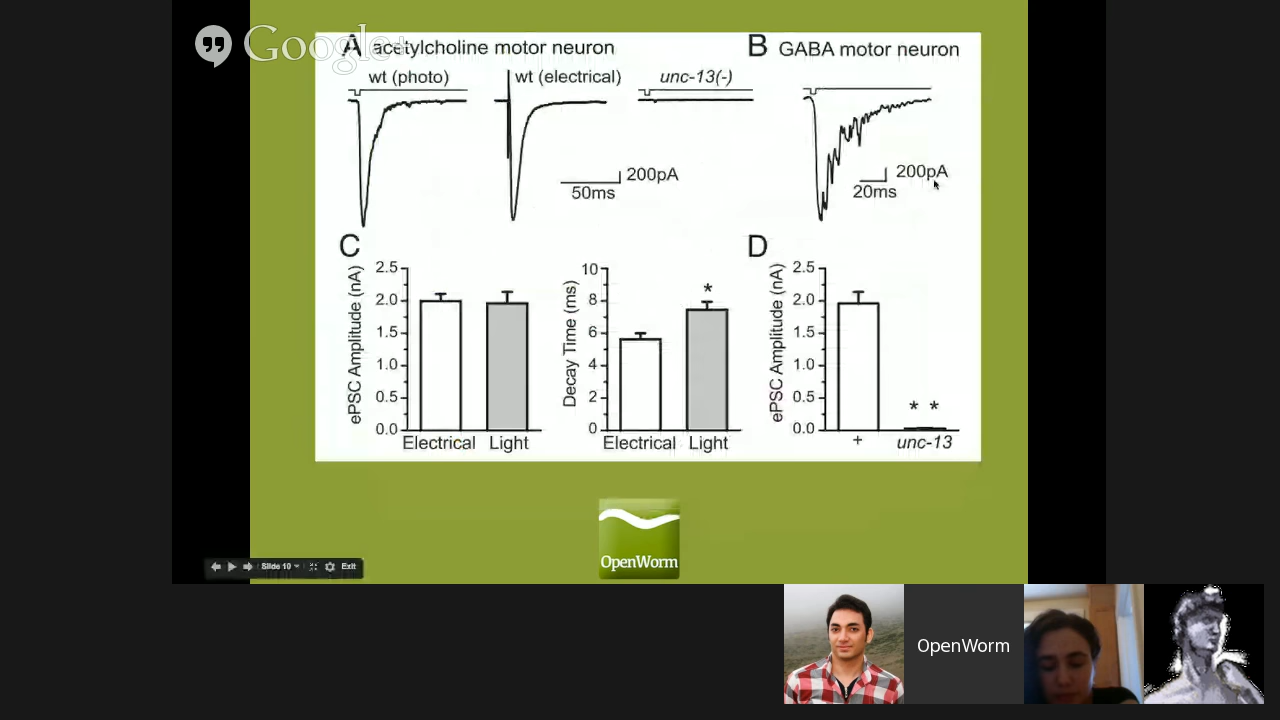 Google+
A acetylcholine motor neuron
wt (photo)
wt (electrical)
unc-13(-)
200pA
50ms
B GABA motor neuron
200pA
20ms
C
ePSC Amplitude (nA)
2.5
2.0
1.5
1.0
0.5
0.0
Electrical Light
Decay Time (ms)
10
8
*
6
4
2
0
Electrical Light
D
ePSC Amplitude (nA)
2.5
2.0
1.5
1.0
0.5
0.0
* *
+ unc-13
OpenWorm
Slide 10 Exit
OpenWorm